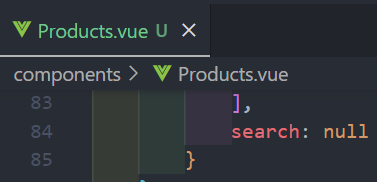 Products.vue U ×
components > Products.vue
83 ],
84 search: null
85 }